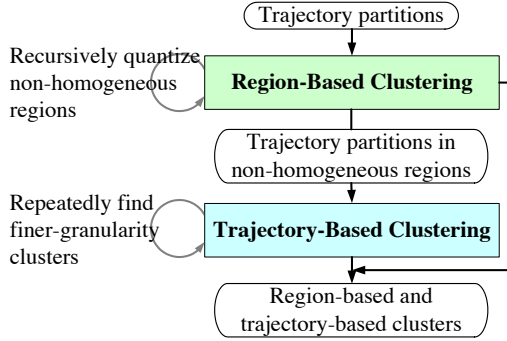 Trajectory partitions
Recursively quantize
non-homogeneous
regions
Region-Based Clustering
Trajectory partitions in
non-homogeneous regions
Repeatedly find
finer-granularity
clusters
Trajectory-Based Clustering
Region-based and
trajectory-based clusters